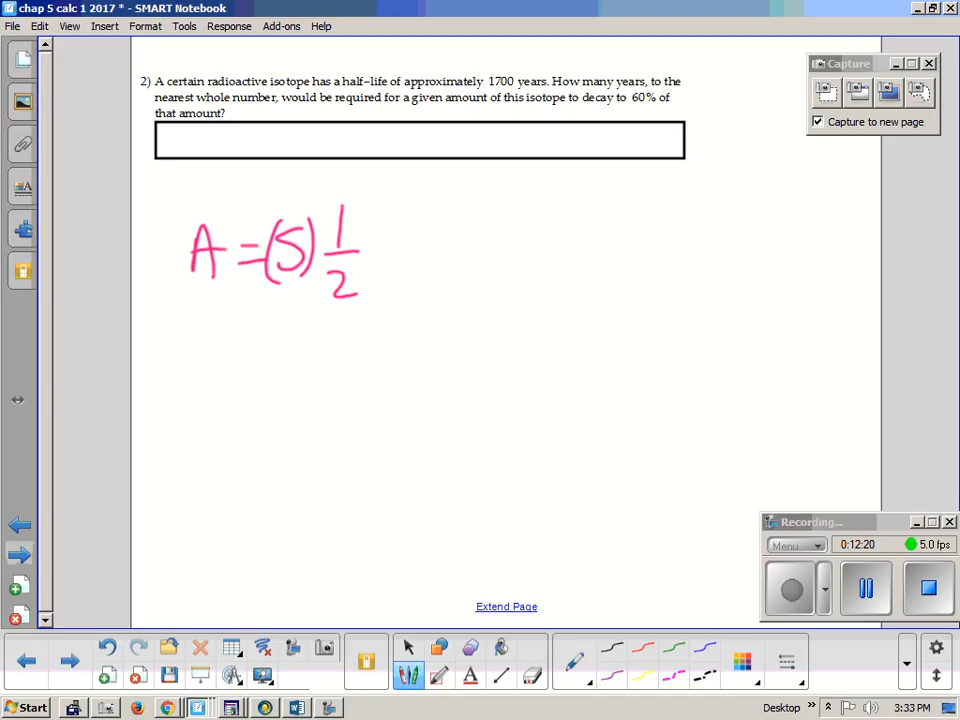 chap 5 calc 1 2017 * - SMART Notebook
File Edit View Insert Format Tools Response Add-ons Help
2) A certain radioactive isotope has a half-life of approximately 1700 years. How many years, to the
nearest whole number, would be required for a given amount of this isotope to decay to 60% of
that amount?
A = (S) 1/2
Capture
Capture to new page
Recording...
Menu 0:12:20 5.0 fps
Extend Page
Start Desktop 3:33 PM